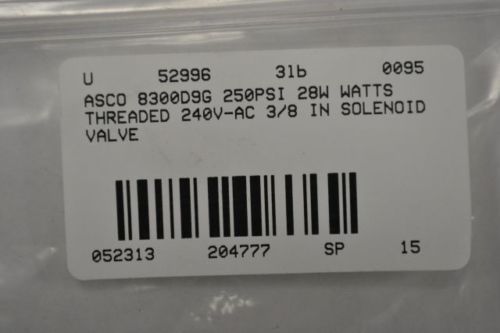 U 52996 3lb 0095
ASCO 8300D9G 250PSI 28W WATTS
THREADED 240V-AC 3/8 IN SOLENOID
VALVE
052313 204777 SP 15